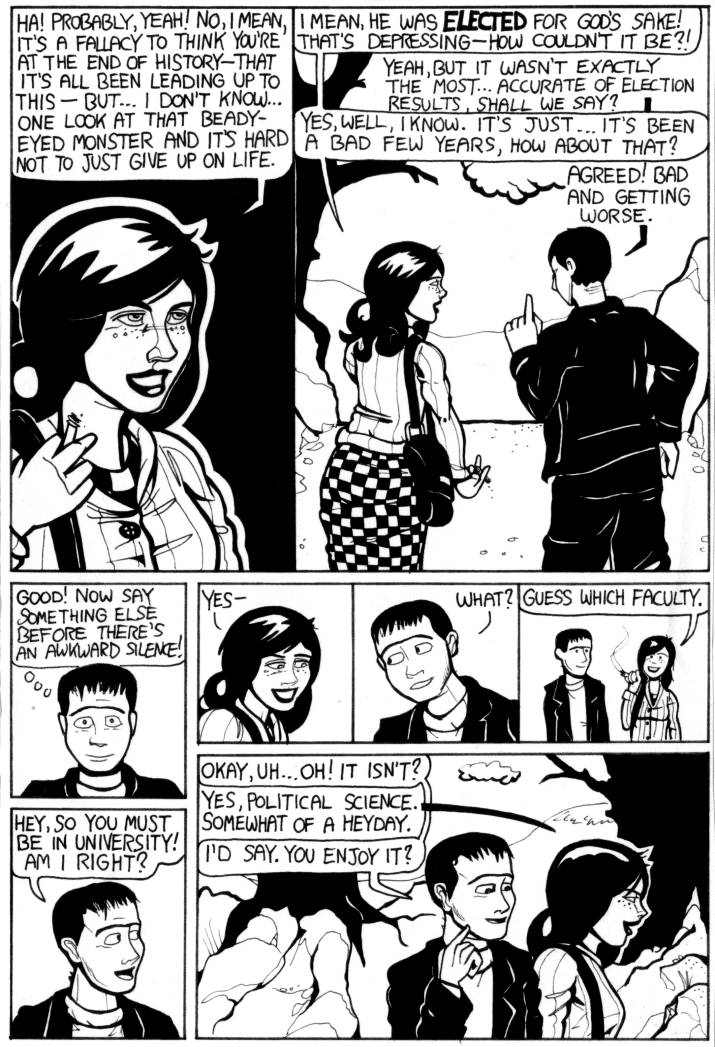 HA! PROBABLY, YEAH! NO, I MEAN,
IT'S A FALLACY TO THINK YOU'RE
AT THE END OF HISTORY—THAT
IT'S ALL BEEN LEADING UP TO
THIS — BUT... I DON'T KNOW...
ONE LOOK AT THAT BEADY-
EYED MONSTER AND IT'S HARD
NOT TO JUST GIVE UP ON LIFE.
I MEAN, HE WAS ELECTED FOR GOD'S SAKE!
THAT'S DEPRESSING—HOW COULDN'T IT BE?!
YEAH, BUT IT WASN'T EXACTLY
THE MOST... ACCURATE OF ELECTION
RESULTS, SHALL WE SAY?
YES, WELL, I KNOW. IT'S JUST... IT'S BEEN
A BAD FEW YEARS, HOW ABOUT THAT?
AGREED! BAD
AND GETTING
WORSE.
GOOD! NOW SAY
SOMETHING ELSE
BEFORE THERE'S
AN AWKWARD SILENCE!
HEY, SO YOU MUST
BE IN UNIVERSITY!
AM I RIGHT?
YES—
WHAT?
GUESS WHICH FACULTY.
OKAY, UH... OH! IT ISN'T?
YES, POLITICAL SCIENCE.
SOMEWHAT OF A HEYDAY.
I'D SAY. YOU ENJOY IT?